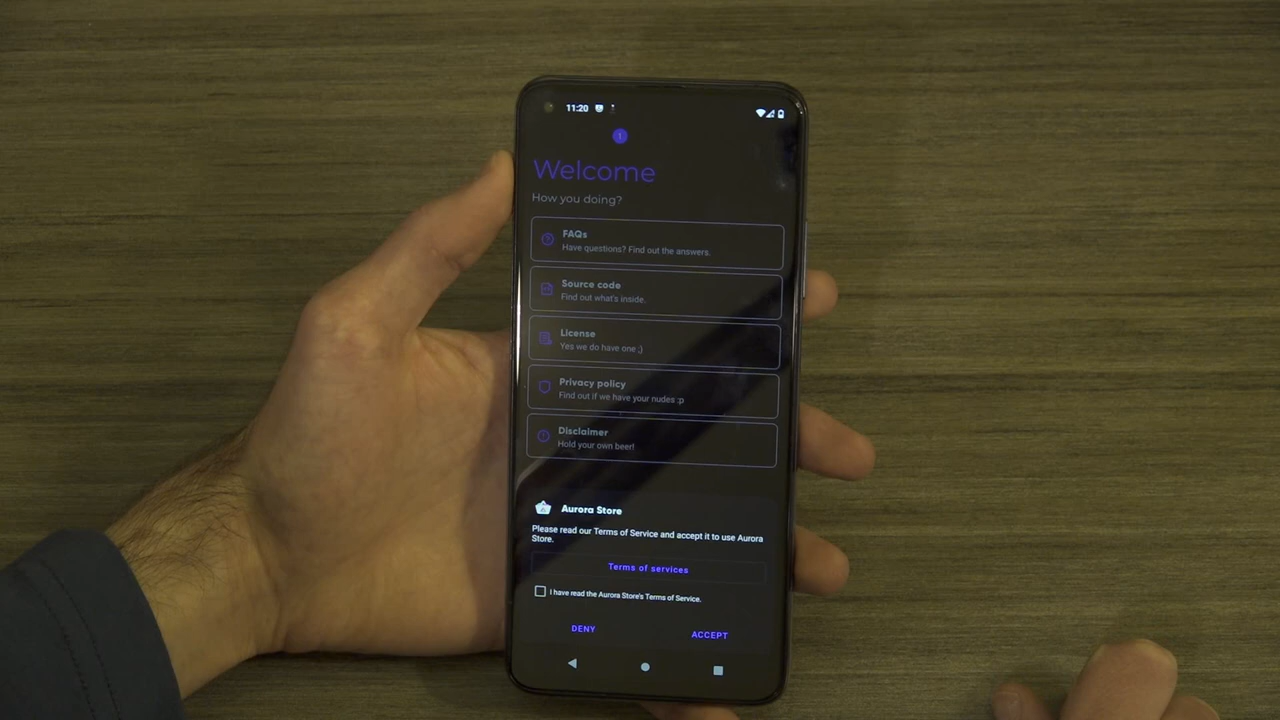 11:20
Welcome
How you doing?
FAQs
Have questions? Find out the answers.
Source code
Find out what's inside.
License
Yes we do have one ;)
Privacy policy
Find out if we have your nudes :p
Disclaimer
Hold your own beer!
Aurora Store
Please read our Terms of Service and accept it to use Aurora
Store.
Terms of services
I have read the Aurora Store's Terms of Service.
DENY ACCEPT